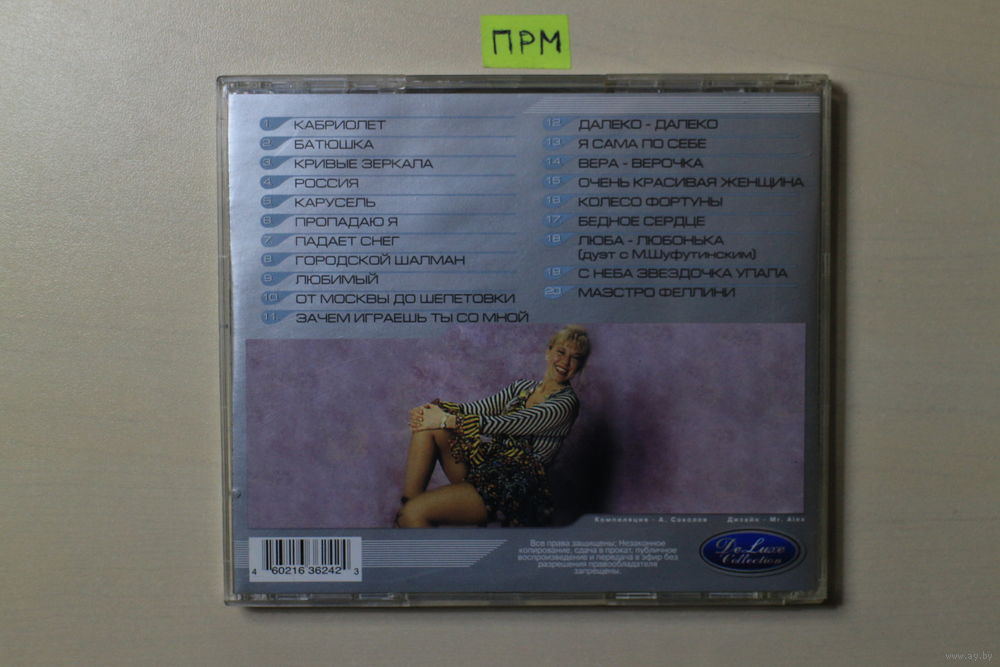 ПРМ
1 КАБРИОЛЕТ
2 БАТЮШКА
3 КРИВЫЕ ЗЕРКАЛА
4 РОССИЯ
5 КАРУСЕЛЬ
6 ПРОПАДАЮ Я
7 ПАДАЕТ СНЕГ
8 ГОРОДСКОЙ ШАЛМАН
9 ЛЮБИМЫЙ
10 ОТ МОСКВЫ ДО ШЕПЕТОВКИ
11 ЗАЧЕМ ИГРАЕШЬ ТЫ СО МНОЙ
12 ДАЛЕКО - ДАЛЕКО
13 Я САМА ПО СЕБЕ
14 ВЕРА - ВЕРОЧКА
15 ОЧЕНЬ КРАСИВАЯ ЖЕНЩИНА
16 КОЛЕСО ФОРТУНЫ
17 БЕДНОЕ СЕРДЦЕ
18 ЛЮБА - ЛЮБОНЬКА
(дуэт с М.Шуфутинским)
19 С НЕБА ЗВЕЗДОЧКА УПАЛА
20 МАЭСТРО ФЕЛЛИНИ
Компиляция - А. Соколов Дизайн - Mr. Alex
Все права защищены; Незаконное
копирование, сдача в прокат, публичное
воспроизведение и передача в эфир без
разрешения правообладателя
запрещены.
De Luxe
Collection
4 60216 36242 3
www.ay.by